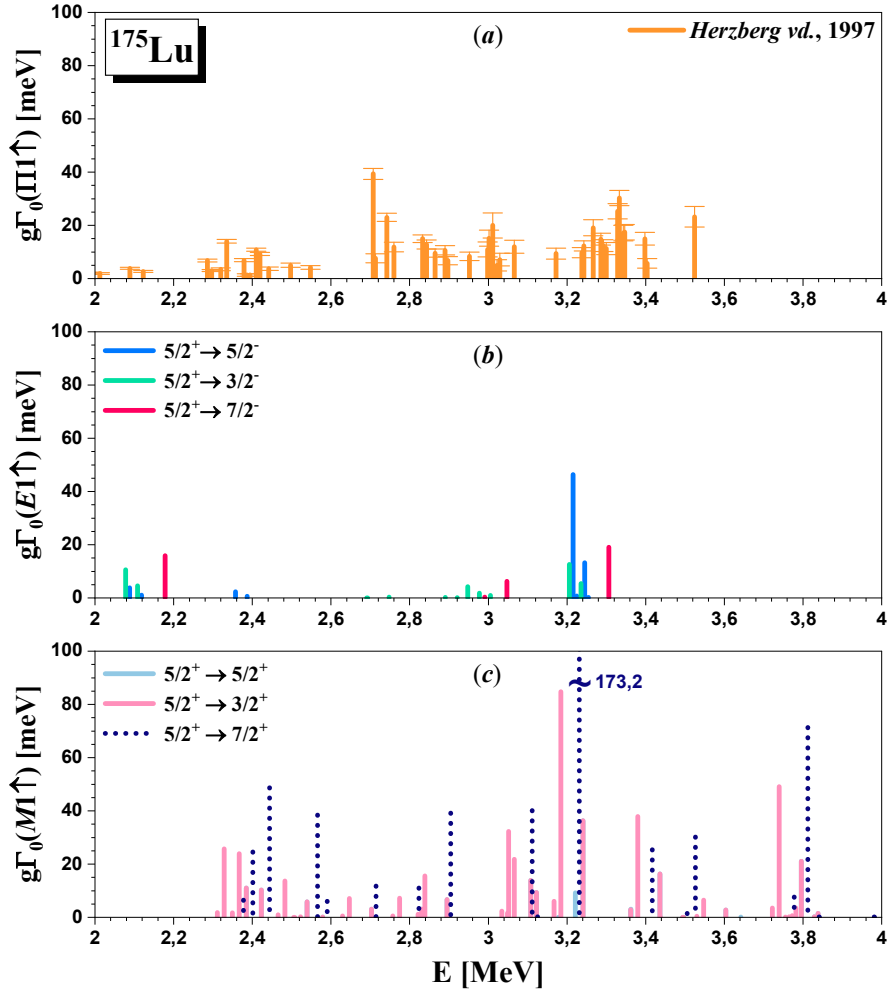 ¹⁷⁵Lu
(a)
Herzberg vd., 1997
gΓ₀(Π1↑) [meV]
100
80
60
40
20
0
2 2,2 2,4 2,6 2,8 3 3,2 3,4 3,6 3,8 4
(b)
5/2⁺→ 5/2⁻
5/2⁺→ 3/2⁻
5/2⁺→ 7/2⁻
gΓ₀(E1↑) [meV]
100
80
60
40
20
0
2 2,2 2,4 2,6 2,8 3 3,2 3,4 3,6 3,8 4
(c)
5/2⁺→ 5/2⁺
5/2⁺→ 3/2⁺
5/2⁺→ 7/2⁺
~ 173,2
gΓ₀(M1↑) [meV]
100
80
60
40
20
0
2 2,2 2,4 2,6 2,8 3 3,2 3,4 3,6 3,8 4
E [MeV]